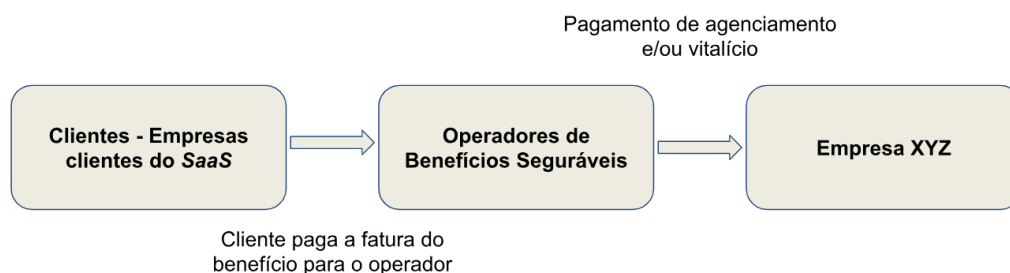 Pagamento de agenciamento
e/ou vitalício
Clientes - Empresas
clientes do SaaS
Operadores de
Benefícios Seguráveis
Empresa XYZ
Cliente paga a fatura do
benefício para o operador